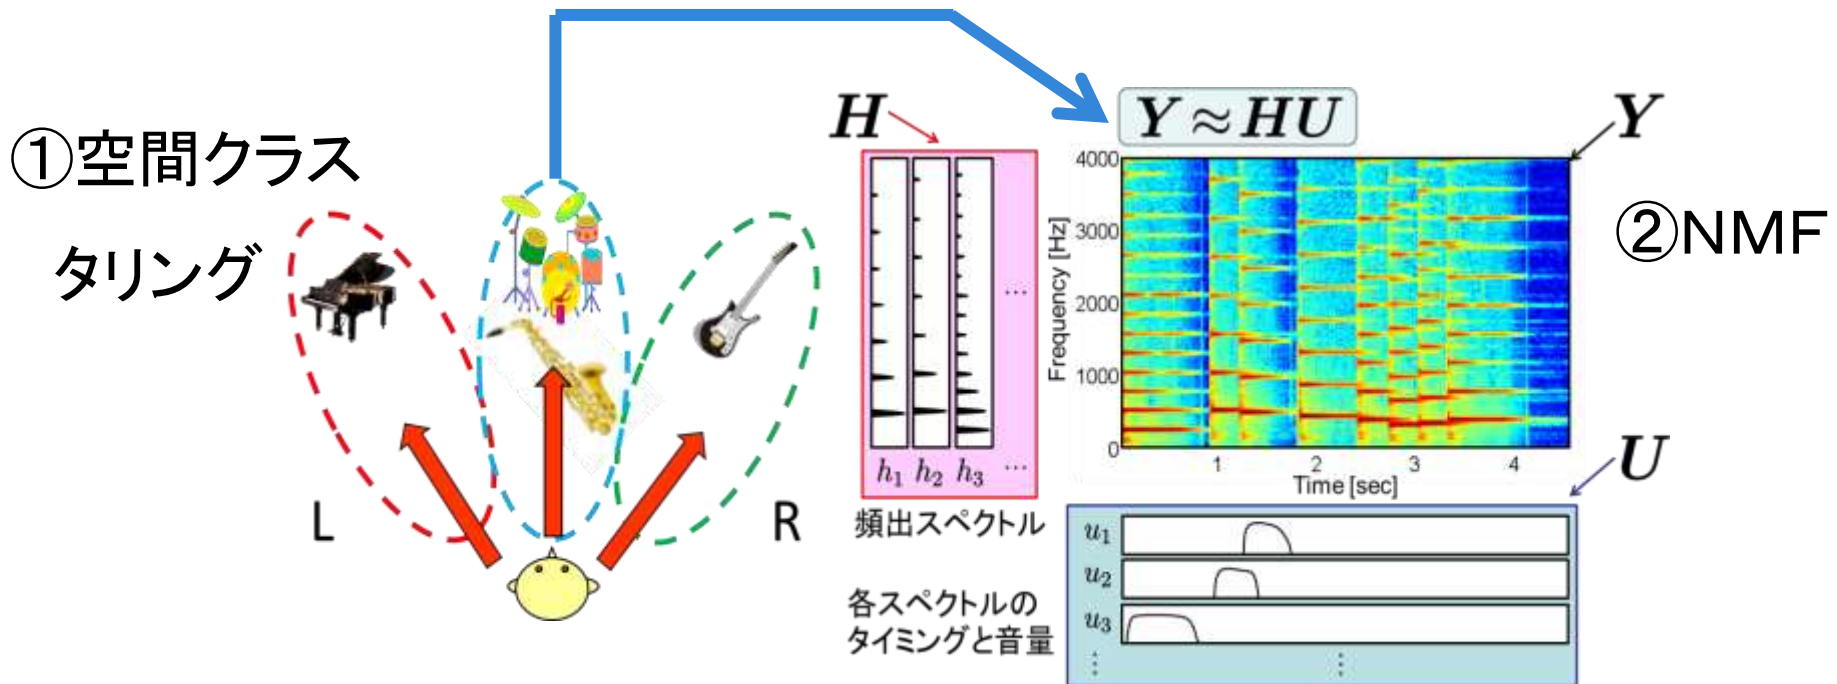 ①空間クラス
タリング
L
R
H
Y ≈ HU
Y
②NMF
4000
3000
2000
1000
0
Frequency [Hz]
1 2 3 4
Time [sec]
…
h1 h2 h3 …
頻出スペクトル
U
各スペクトルの
タイミングと音量
u1
u2
u3
⋮ ⋮